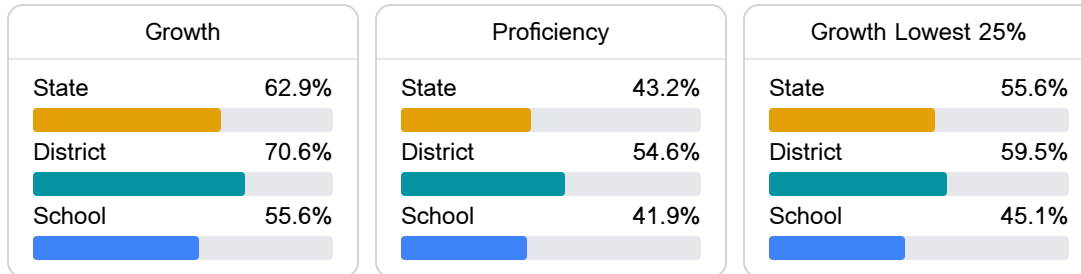 Growth
State 62.9%
District 70.6%
School 55.6%
Proficiency
State 43.2%
District 54.6%
School 41.9%
Growth Lowest 25%
State 55.6%
District 59.5%
School 45.1%